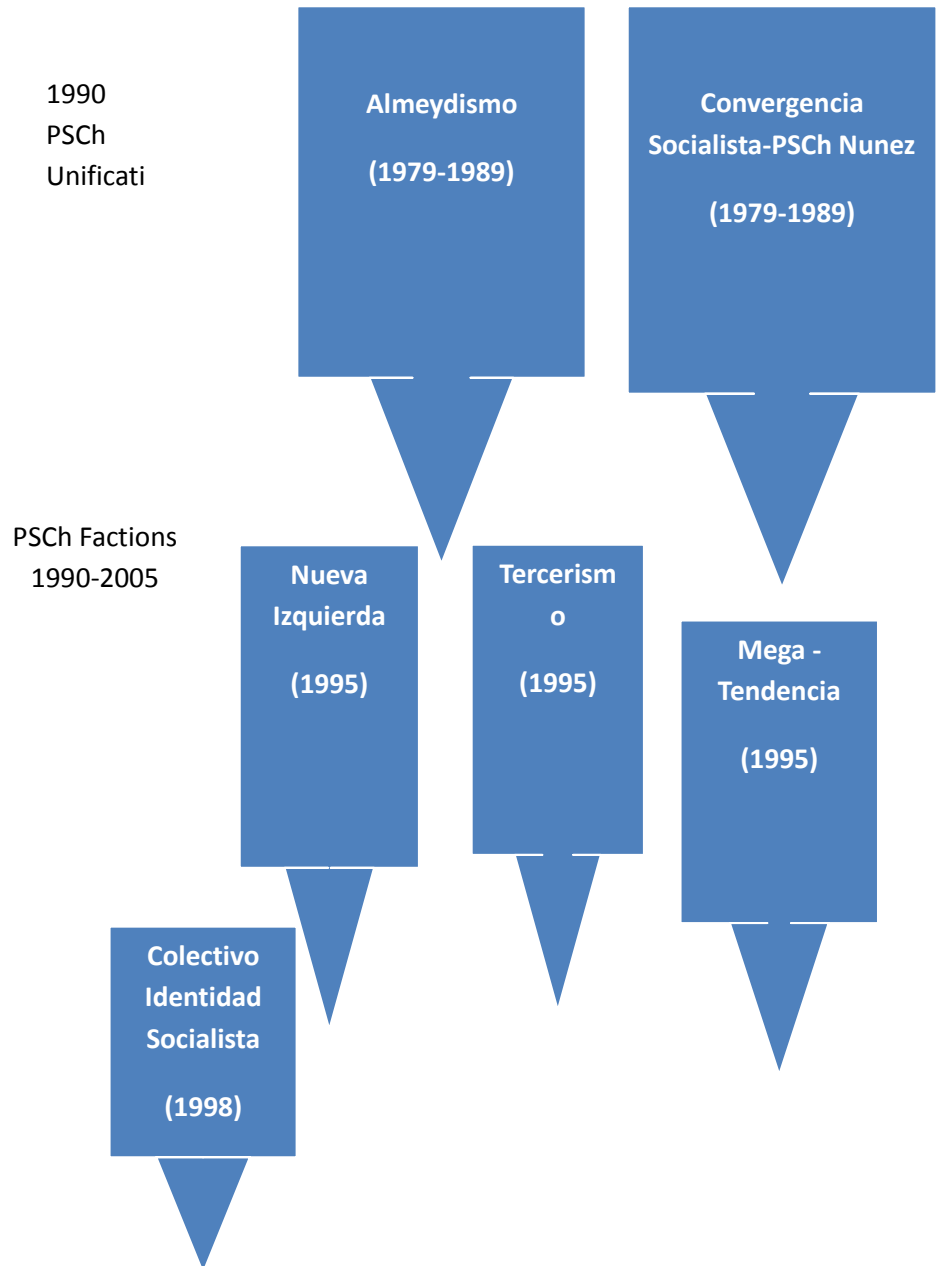 1990
PSCh
Unificati
Almeydismo
(1979-1989)
Convergencia
Socialista-PSCh Nunez
(1979-1989)
PSCh Factions
1990-2005
Nueva
Izquierda
(1995)
Tercerism
o
(1995)
Mega -
Tendencia
(1995)
Colectivo
Identidad
Socialista
(1998)